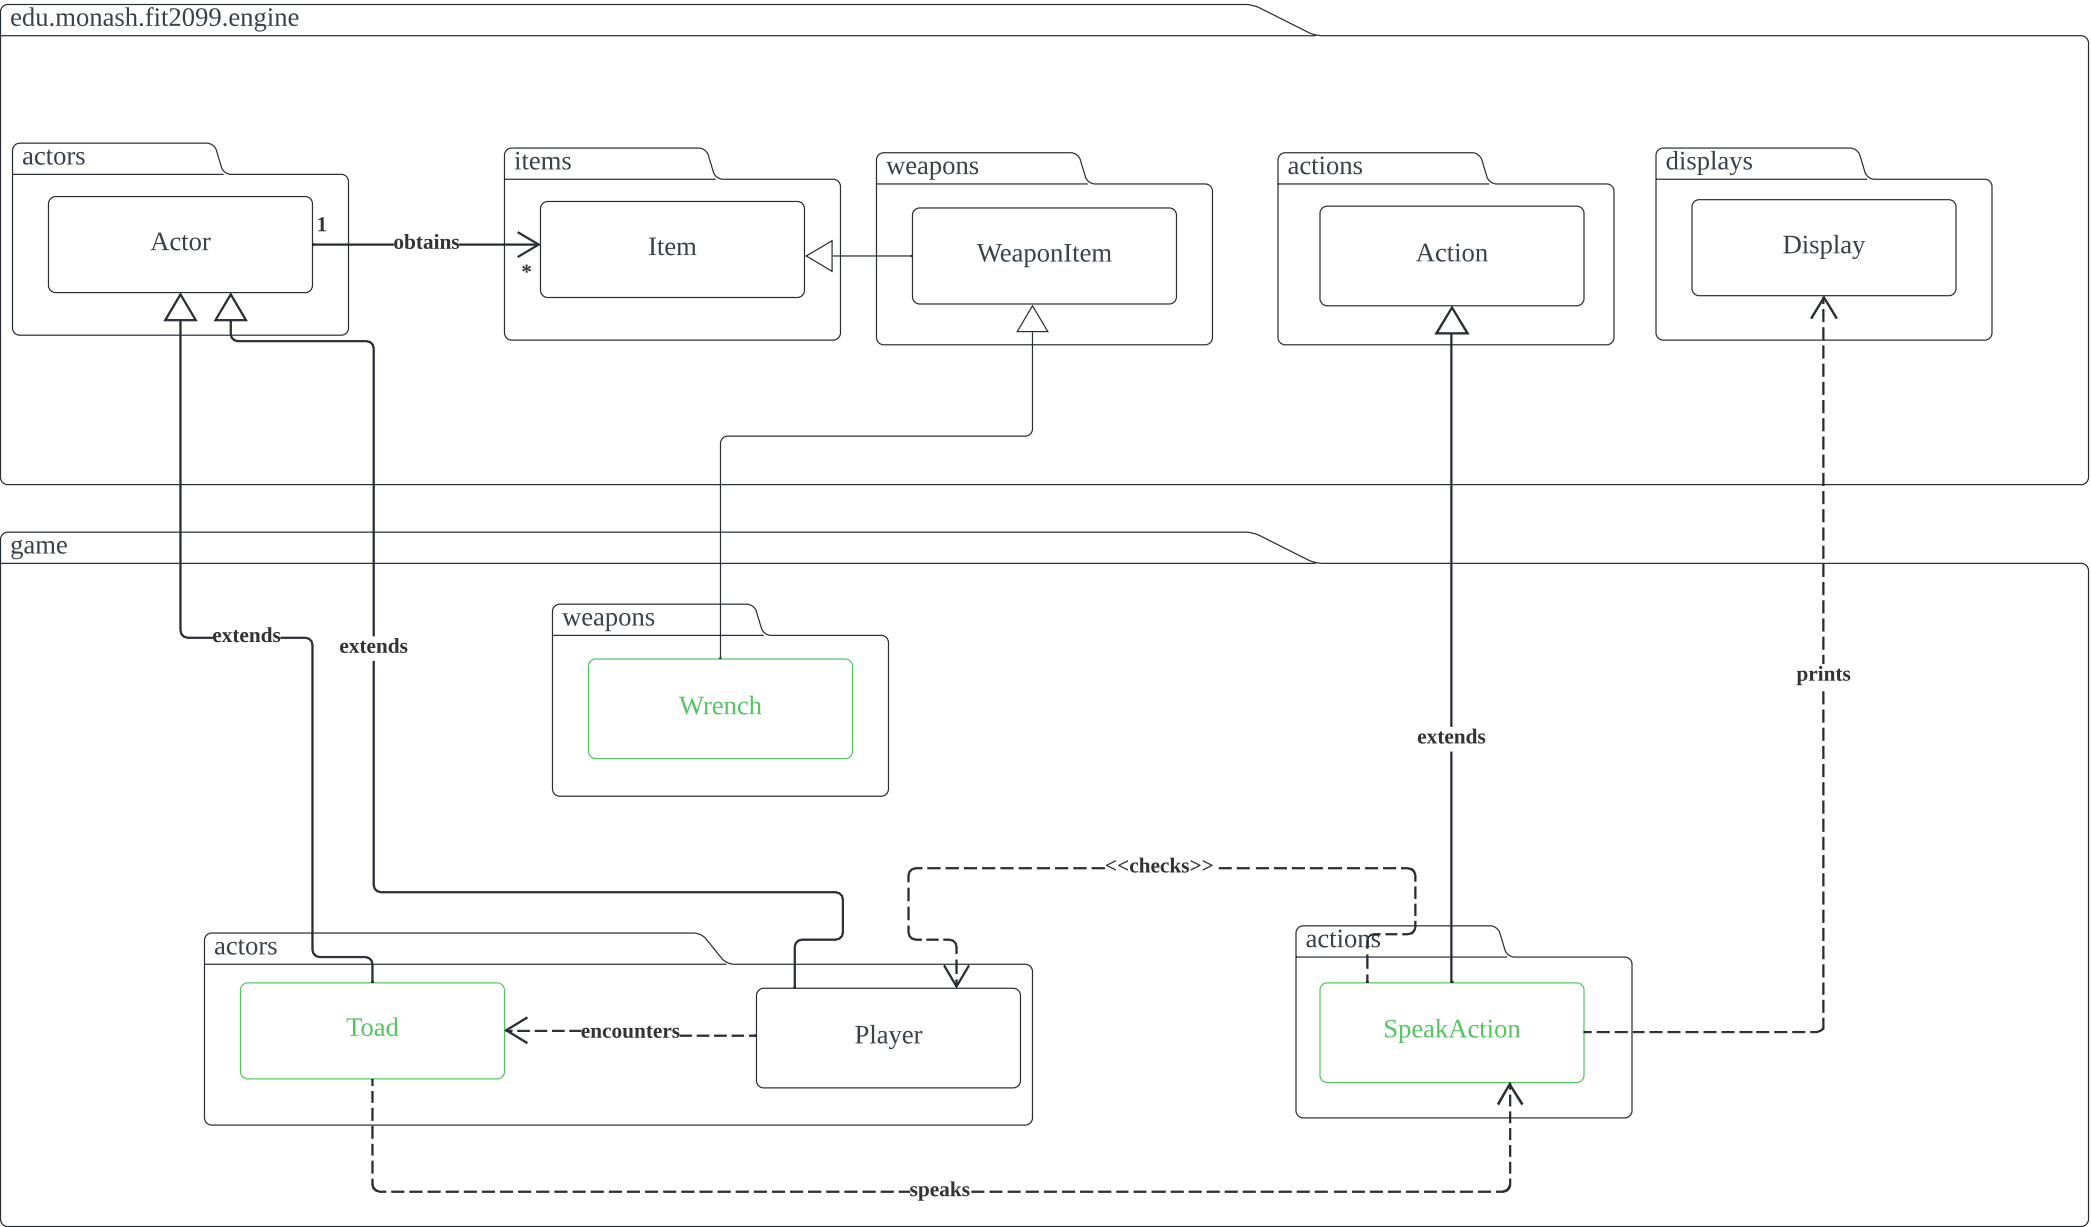 edu.monash.fit2099.engine
actors
items
weapons
actions
displays
Actor
1
obtains
*
Item
WeaponItem
Action
Display
game
weapons
extends
extends
Wrench
prints
extends
<<checks>>
actors
actions
Toad
encounters
Player
SpeakAction
speaks